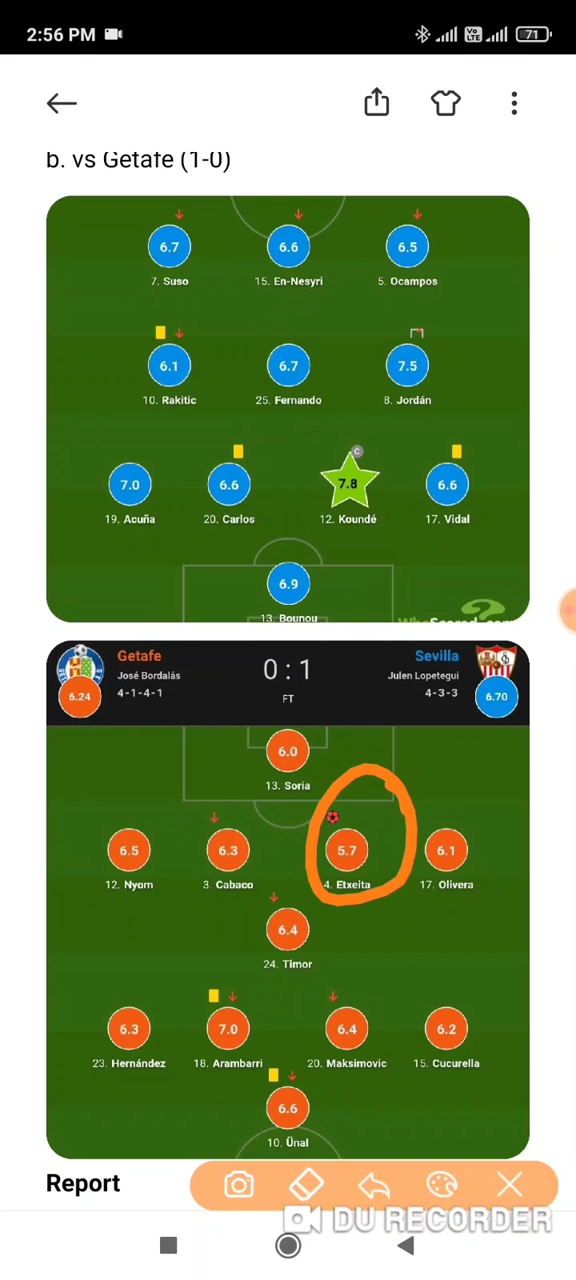 2:56 PM
Vo
LTE
71
b. vs Getafe (1-0)
6.7 6.6 6.5
7. Suso 15. En-Nesyri 5. Ocampos
6.1 6.7 7.5
10. Rakitic 25. Fernando 8. Jordán
C
7.0 6.6 7.8 6.6
19. Acuña 20. Carlos 12. Koundé 17. Vidal
6.9
13. Bounou
WhoScored.com
Getafe 0 : 1 Sevilla
José Bordalás Julen Lopetegui
6.24 4-1-4-1 FT 4-3-3 6.70
6.0
13. Soria
6.5 6.3 5.7 6.1
12. Nyom 3. Cabaco 4. Etxeita 17. Olivera
6.4
24. Timor
6.3 7.0 6.4 6.2
23. Hernández 18. Arambarri 20. Maksimovic 15. Cucurella
6.6
10. Ünal
Report
DU RECORDER